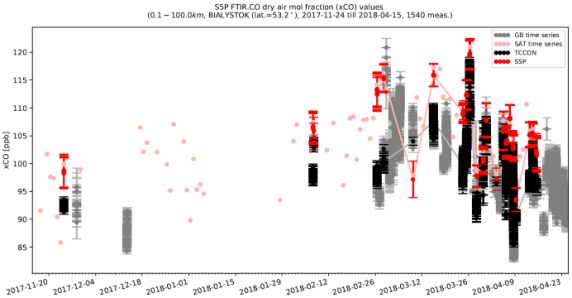 S5P FTIR.CO dry air mol fraction (xCO) values
(0.1 − 100.0km, BIALYSTOK (lat.=53.2°), 2017-11-24 till 2018-04-15, 1540 meas.)
GB time series
SAT time series
TCCON
S5P
xCO [ppb]
120
115
110
105
100
95
90
85
2017-11-20
2017-12-04
2017-12-18
2018-01-01
2018-01-15
2018-01-29
2018-02-12
2018-02-26
2018-03-12
2018-03-26
2018-04-09
2018-04-23